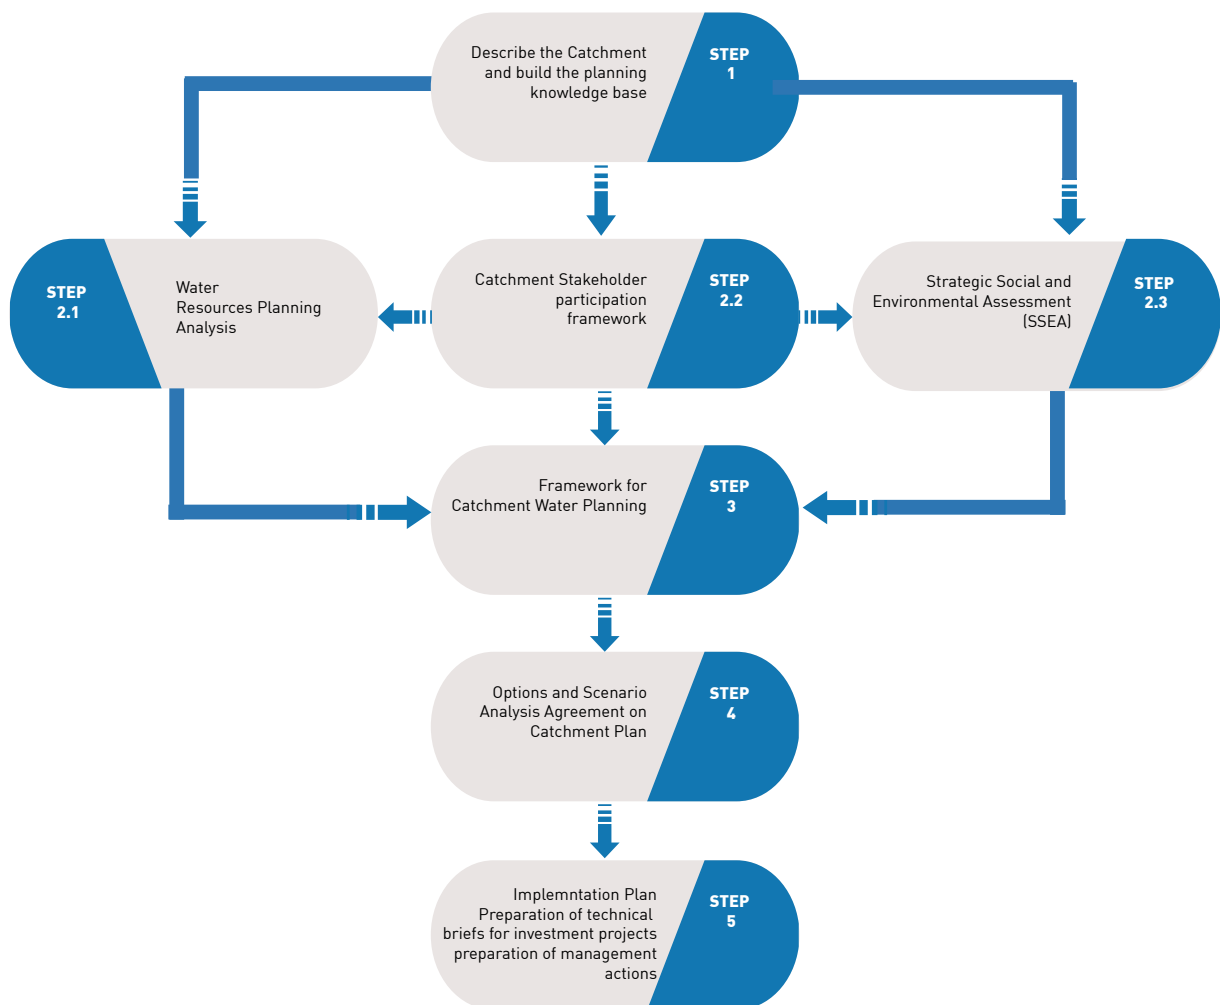 Describe the Catchment
and build the planning
knowledge base
STEP
1
STEP
2.1
Water
Resources Planning
Analysis
Catchment Stakeholder
participation
framework
STEP
2.2
Strategic Social and
Environmental Assessment
(SSEA)
STEP
2.3
Framework for
Catchment Water Planning
STEP
3
Options and Scenario
Analysis Agreement on
Catchment Plan
STEP
4
Implemntation Plan
Preparation of technical
briefs for investment projects
preparation of management
actions
STEP
5